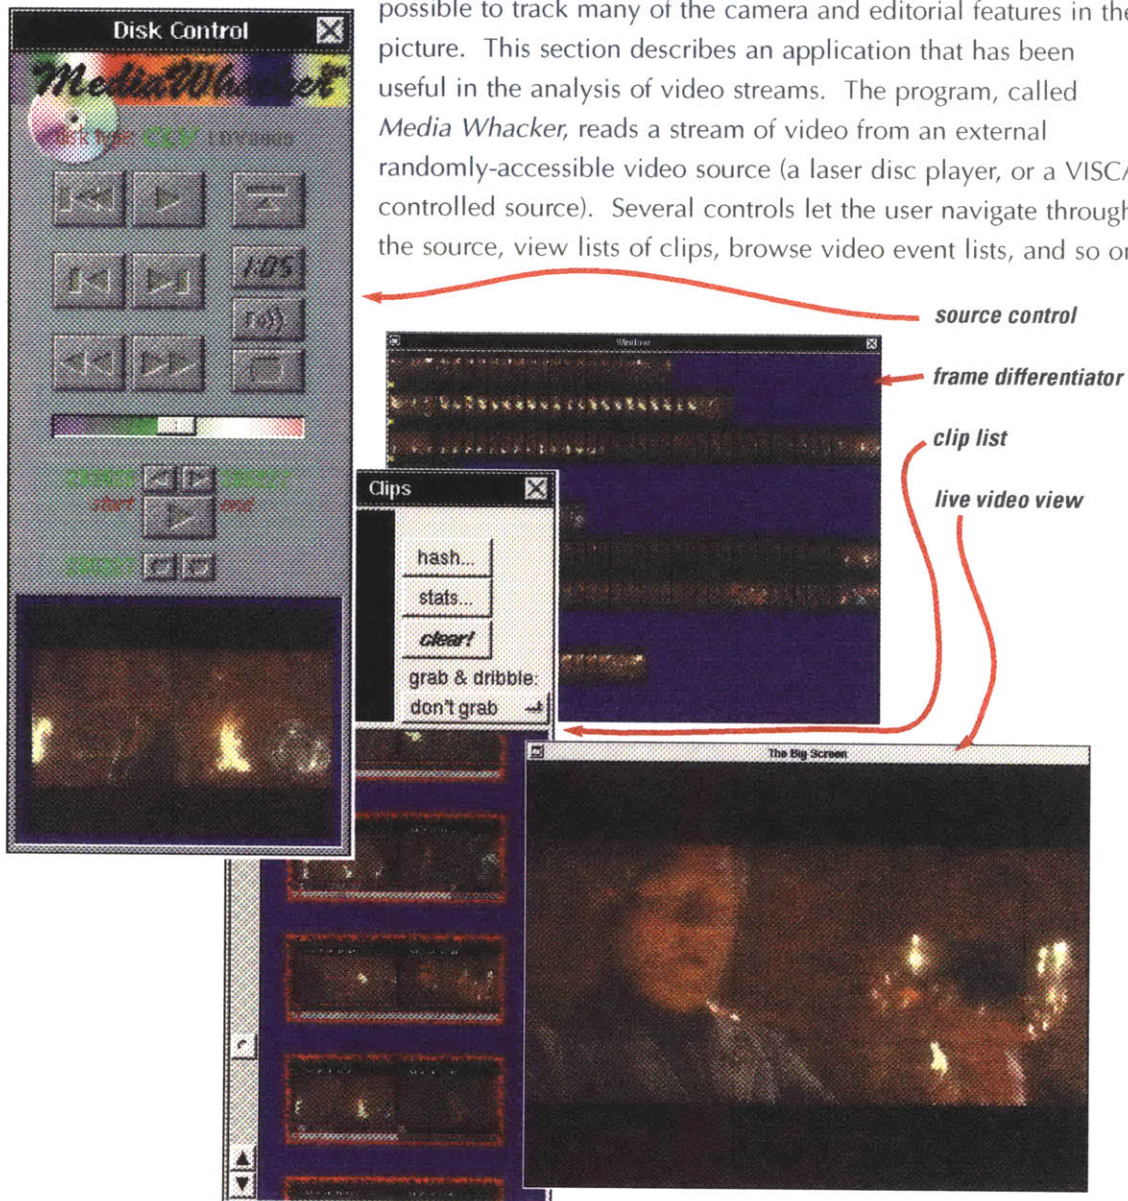 possible to track many of the camera and editorial features in the
picture. This section describes an application that has been
useful in the analysis of video streams. The program, called
Media Whacker, reads a stream of video from an external
randomly-accessible video source (a laser disc player, or a VISCA
controlled source). Several controls let the user navigate through
the source, view lists of clips, browse video event lists, and so on
Disk Control
MediaWhacker
disk type: CLV
1:05
start
end
source control
Window
frame differentiator
clip list
live video view
Clips
hash...
stats...
clear!
grab & dribble:
don't grab
The Big Screen